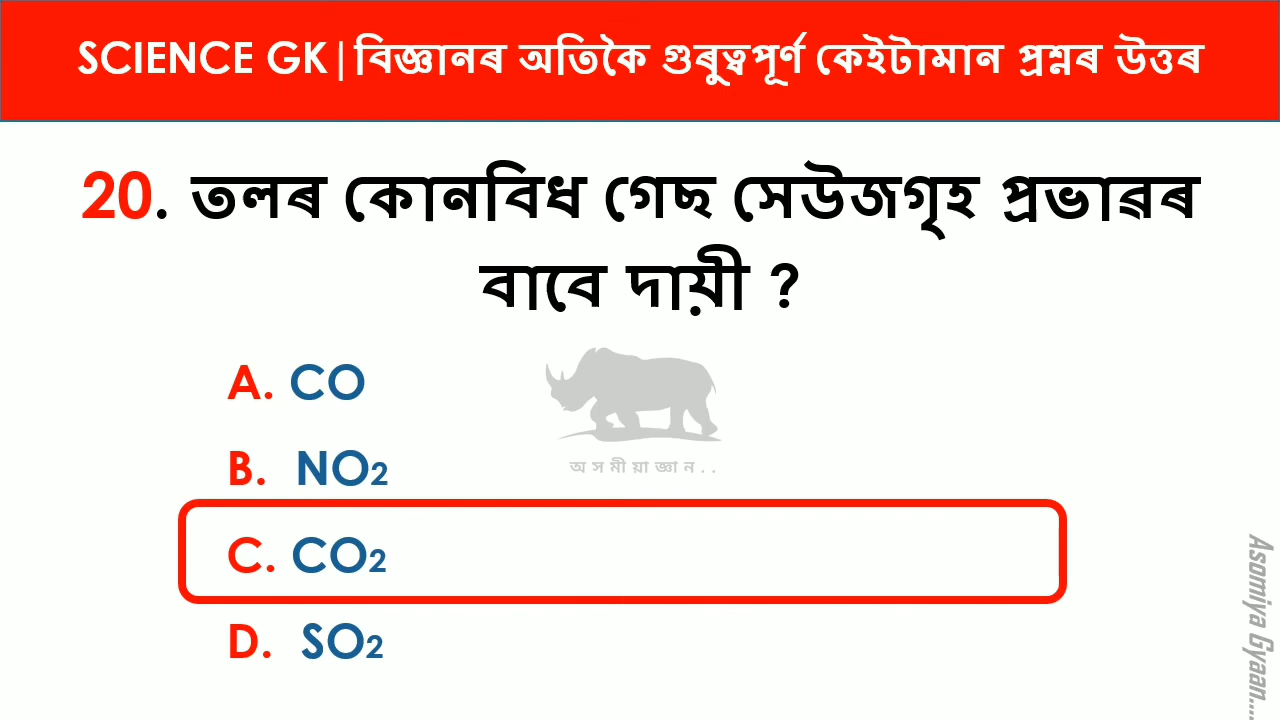 SCIENCE GK|বিজ্ঞানৰ অতিকৈ গুৰুত্বপূৰ্ণ কেইটামান প্ৰশ্নৰ উত্তৰ
20. তলৰ কোনবিধ গেছ সেউজগৃহ প্ৰভাৱৰ
বাবে দায়ী ?
A. CO
B. NO2
C. CO2
D. SO2
অসমীয়া জ্ঞান..
Asomiya Gyaan....